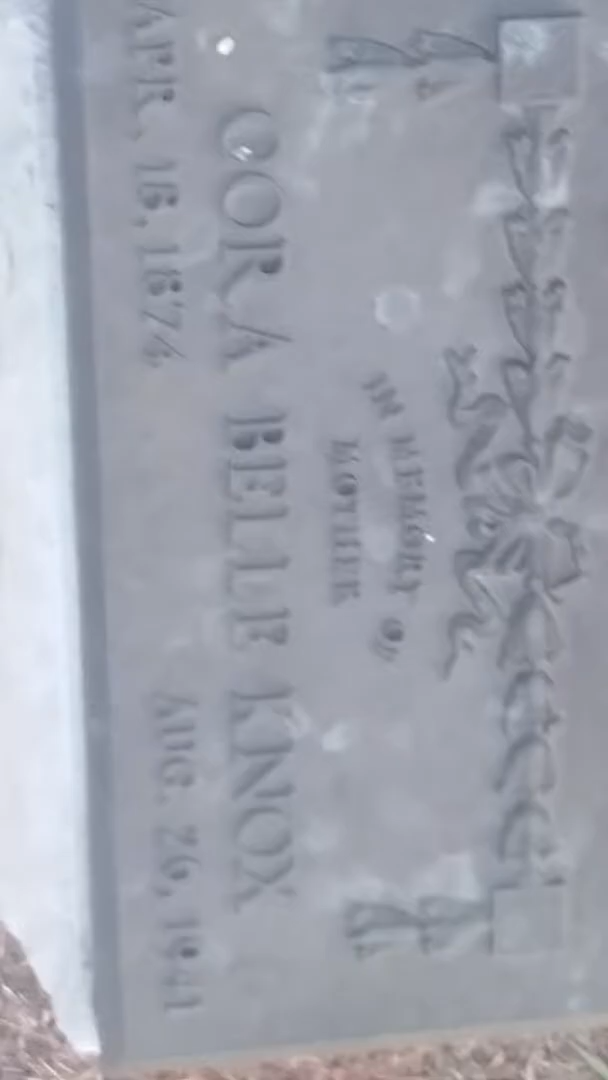 IN MEMORY OF
MOTHER
CORA BELLE KNOX
APR. 16, 1874 AUG. 26, 1941